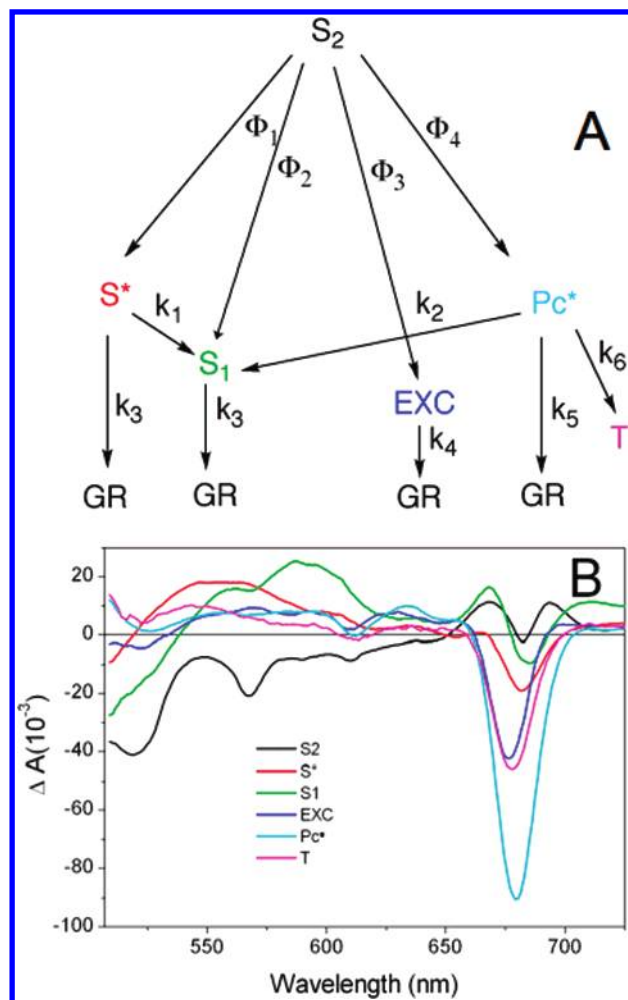 S₂
A
Φ₁
Φ₂
Φ₃
Φ₄
S*
k₁
S₁
k₂
Pc*
k₃
k₃
EXC
k₄
k₅
k₆
T
GR
GR
GR
GR
B
20
0
-20
-40
-60
-80
-100
Δ A(10⁻³)
S2
S*
S1
EXC
Pc*
T
550
600
650
700
Wavelength (nm)